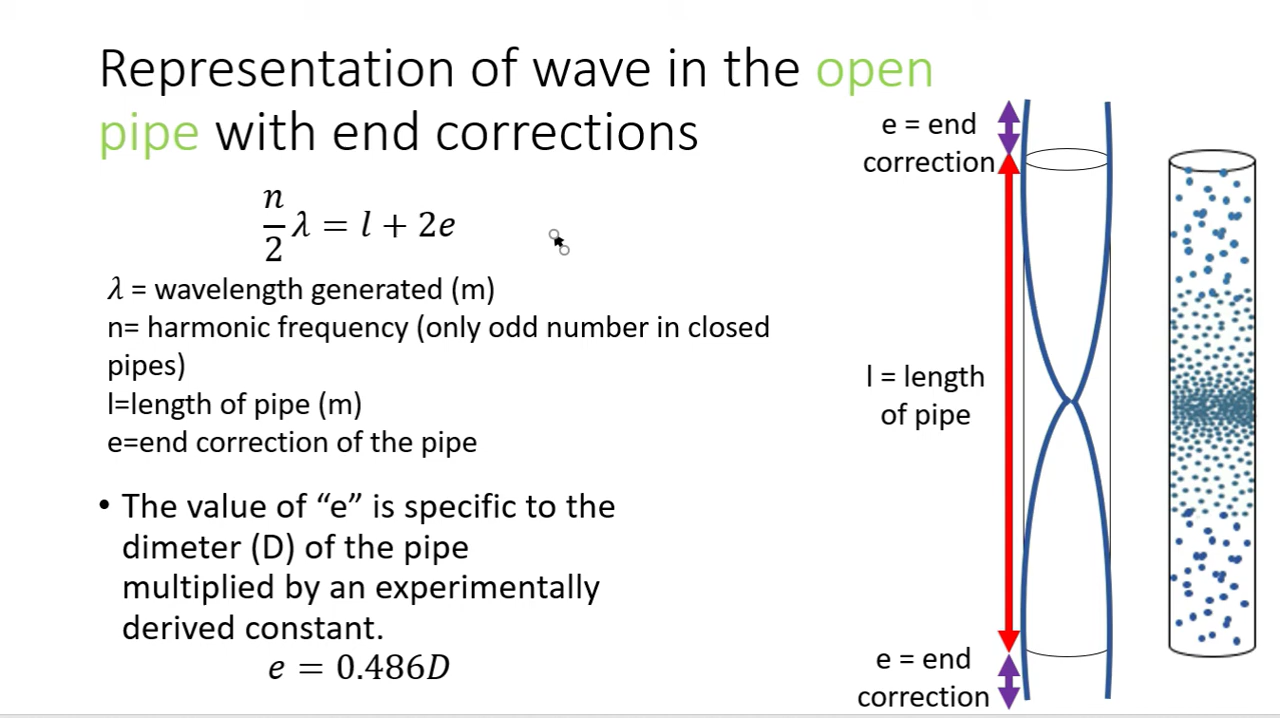 Representation of wave in the open
pipe with end corrections
n/2 λ = l + 2e
λ = wavelength generated (m)
n= harmonic frequency (only odd number in closed
pipes)
l=length of pipe (m)
e=end correction of the pipe
• The value of “e” is specific to the
dimeter (D) of the pipe
multiplied by an experimentally
derived constant.
e = 0.486D
e = end
correction
l = length
of pipe
e = end
correction